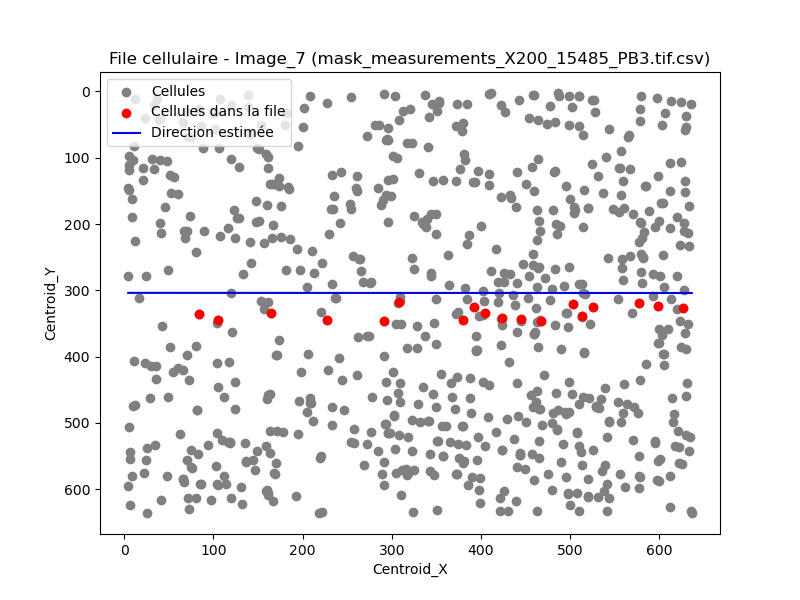 File cellulaire - Image_7 (mask_measurements_X200_15485_PB3.tif.csv)
Cellules
Cellules dans la file
Direction estimée
0
100
200
300
400
500
600
Centroid_Y
0 100 200 300 400 500 600
Centroid_X